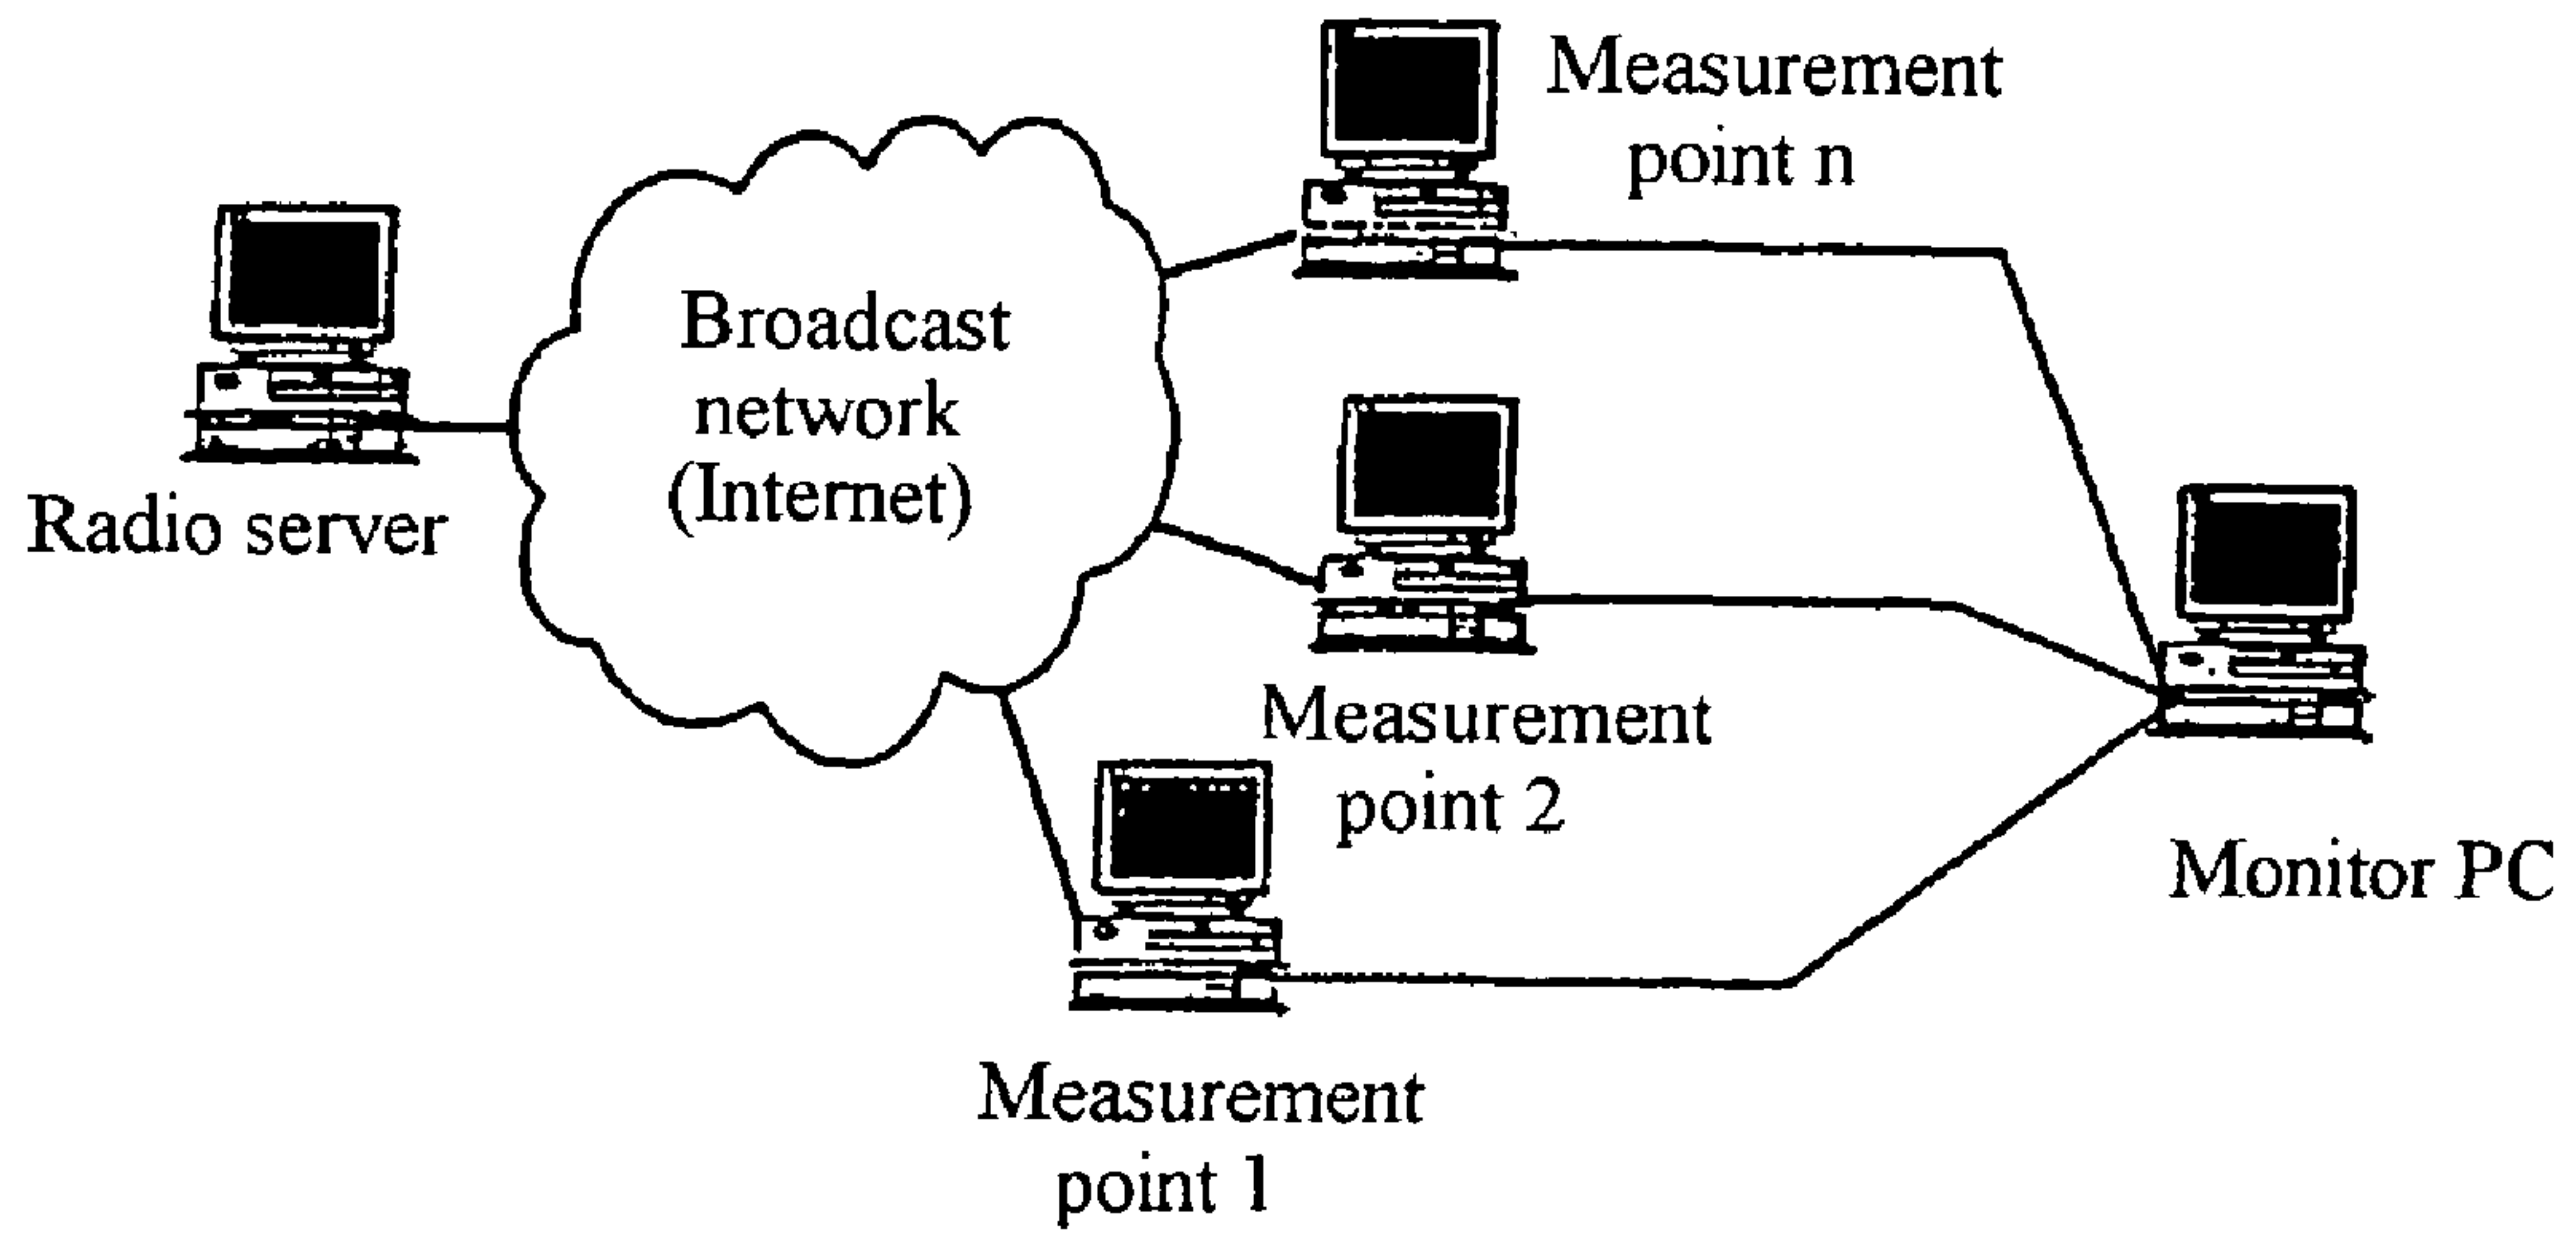 Measurement
point n
Broadcast
network
(Internet)
Radio server
Measurement
point 2
Monitor PC
Measurement
point 1